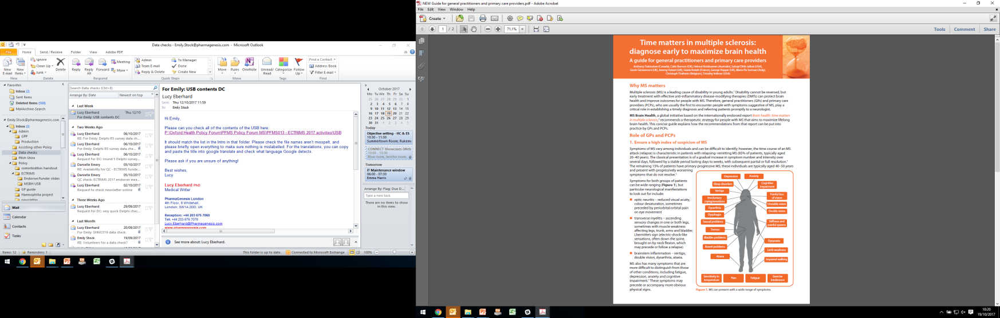 Data checks - Emily.Stock@pharmagenesis.com - Microsoft Outlook
File Home Send / Receive Folder View Adobe PDF
New E-mail
New Items
Ignore
Clean Up
Junk
Delete
Reply
Reply All
Forward
Meeting
More
Admin
Team E-mail
Reply & Delete
To Manager
Done
Create New
Move
Rules
OneNote
Unread/ Read
Categorize
Follow Up
Find a Contact
Address Book
Filter E-mail
New Delete Respond Quick Steps Move Tags Find
Favorites
Inbox (2)
Sent Items
Deleted Items (588)
MailArchive-Search
Emily.Stock@pharmagenesis.com
Inbox (2)
Admin
GPP
Production
Assisting other Policy
Data checks
Pitch Shire
Policy
comorbidities handout
ECTRIMS
Endorser/funder slides
MSBH USB
GP guide
Haemophilia project
newsletter
Mail
Calendar
Contacts
Tasks
Search Data checks (Ctrl+E)
Arrange By: Date Newest on top
Last Week
Lucy Eberhard Thu 12/10
For Emily: USB contents DC
Two Weeks Ago
Lucy Eberhard 06/10/2017
RE: For Emily: Delphi R5 survey data ch...
Lucy Eberhard 06/10/2017
For Emily: Delphi R5 survey data che...
Lucy Eberhard 06/10/2017
Request for DC: round 5 Delphi survey...
Danielle Emery 05/10/2017
RE: Availability for QC - ECTRIMS funde...
Danielle Emery 05/10/2017
QC check: ECTRIMS 2017 endorser mee...
Lucy Eberhard 02/10/2017
Request to check newsletter online
Three Weeks Ago
Lucy Eberhard 29/09/2017
Request for DC: very quick Delphi chec...
Last Month
Lucy Eberhard 20/09/2017
For Emily: SHMC019 data check
Emily Stock 19/09/2017
RE: Volunteers for a data check?
For Emily: USB contents DC
Lucy Eberhard
Sent: Thu 12/10/2017 11:59
To: Emily Stock
Hi Emily,
Please can you check all of the contents of the USB here:
P:\Oxford Health Policy Forum\PFMS Policy Forum MS\PFMS013 - ECTRIMS 2017 activities\USB
It should match the list in the Intro in that folder. Please check the file names aren't misspelt, and
please briefly open everything to make sure nothing is mislabelled. For the translations, you can copy
and paste the title into google translate and check what language Google detects.
Please ask if you are unsure of anything!
Best wishes,
Lucy
Lucy Eberhard PhD
Medical Writer
PharmaGenesis London
4th Floor, 9 Whitehall,
London, SW1A 2DD, UK
Reception: +44 203 675 7060
Tel: +44 203 675 7078
Lucy.Eberhard@Pharmagenesis.com
www.pharmagenesis.com
See more about: Lucy Eberhard.
October 2017
Mo Tu We Th Fr Sa Su
25 26 27 28 29 30 1
2 3 4 5 6 7 8
9 10 11 12 13 14 15
16 17 18 19 20 21 22
23 24 25 26 27 28 29
30 31 1 2 3 4 5
Today
Objective setting - HC & ES
10:30 - 11:30
Summertown Room; Rukeme
CONNECT Showcases (Web
13:00 - 13:30
Blue room, Jericho room,
Tomorrow
IT Maintenance window
06:00 - 07:30
Emma Harris
Arrange By: Flag: Due D...
Type a new task
There are no items to show
in this view.
Items: 12 Reminders: 1 This folder is up to date. Connected to Microsoft Exchange 100%
NEW Guide for general practitioners and primary care providers.pdf - Adobe Acrobat
File Edit View Window Help
Create
1 / 2 71.1% Tools Comment Share
Time matters in multiple sclerosis:
diagnose early to maximize brain health
A guide for general practitioners and primary care providers
Anthony Traboulsee (Canada), Colin Bannon (UK), Helmut Butzkueven (Australia), Suhayl Dhib-Jalbut (USA),
Gavin Giovannoni (UK), Jeremy Hobart (UK), Gisela Kobelt (France), George Pepper (UK), Maria Pia Sormani (Italy),
Christoph Thalheim (Belgium), Timothy Vollmer (USA)
Why MS matters
Multiple sclerosis (MS) is a leading cause of disability in young adults.¹ Disability cannot be reversed, but
early treatment with effective anti-inflammatory disease-modifying therapies (DMTs) can protect brain
health and improve outcomes for people with MS. Therefore, general practitioners (GPs) and primary care
providers (PCPs), who are usually the first to encounter people with symptoms suggestive of MS, play a
critical role in establishing a timely diagnosis and referring patients promptly to a neurologist.
MS Brain Health, a global initiative based on the internationally endorsed report Brain health: time matters
in multiple sclerosis,² recommends a therapeutic strategy for people with MS that aims to maximize lifelong
brain health. This concise guide explains how the recommendations from that report can be put into
practice by GPs and PCPs.
Role of GPs and PCPs
1. Ensure a high index of suspicion of MS
Symptoms of MS vary among individuals and can be difficult to identify; however, the time course of an MS
attack (relapse) is characteristic in patients with relapsing–remitting MS (85% of patients, typically aged
20–40 years). The classical presentation is of a gradual increase in symptom number and intensity over
several days, followed by a stable period lasting days to weeks, with subsequent partial or full resolution.³
The remaining 15% of patients have primary progressive MS; these individuals are typically aged 40–50 years
and present with progressively worsening
symptoms that do not resolve.³
Symptoms for both groups of patients
can be wide ranging (Figure 1), but
particular neurological manifestations
to look out for include:
optic neuritis – reduced visual acuity,
colour desaturation, sometimes
preceded by periorbital/orbital pain
on eye movement
transverse myelitis – ascending
sensory changes in one or both legs,
sometimes with muscle weakness
affecting legs, trunk, arms and bladder,
Lhermitte's sign (electric-shock-like
sensations, often down the spine,
brought on by neck flexion, which
may precede or follow a relapse)
brainstem inflammation – vertigo,
double vision, dysarthria, ataxia.
MS also has many symptoms that are
more difficult to distinguish from those
of other conditions, including fatigue,
depression, anxiety and cognitive
impairment.³ These symptoms may
precede or accompany more obvious
physical signs.
Depression
Anxiety
Sleep disorders
Cognitive impairment
Vertigo
Involuntary crying/emotions
Painful loss of vision
Unstable vision
Dysarthria
Double vision
Dysphagia
Sexual problems
Stiffness and painful spasms
Tremor
Bladder problems
Dyspraxia
Bowel problems
Limb weakness
Ataxia
Impaired walking
Sensitivity to temperature
Pain
Fatigue
Exercise intolerance
Figure 1. MS can present with a wide range of symptoms.
10:20
19/10/2017